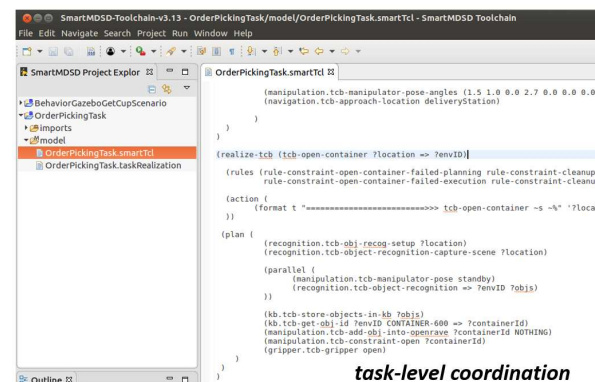 SmartMDSD-Toolchain-v3.13 - OrderPickingTask/model/OrderPickingTask.smartTcl - SmartMDSD Toolchain
File Edit Navigate Search Project Run Window Help
SmartMDSD Project Explor
OrderPickingTask.smartTcl
BehaviorGazeboGetCupScenario
OrderPickingTask
imports
model
OrderPickingTask.smartTcl
OrderPickingTask.taskRealization
Outline
(manipulation.tcb-manipulator-pose-angles (1.5 1.0 0.0 2.7 0.0 0.0 0.0
(navigation.tcb-approach-location deliveryStation)
)
)
)
(realize-tcb (tcb-open-container ?location => ?envID)
(rules (rule-constraint-open-container-failed-planning rule-constraint-cleanup
rule-constraint-open-container-failed-execution rule-constraint-cleanu
(action (
(format t "=========================>>> tcb-open-container ~s ~%" '?loca
))
(plan (
(recognition.tcb-obj-recog-setup ?location)
(recognition.tcb-object-recognition-capture-scene ?location)
(parallel (
(manipulation.tcb-manipulator-pose standby)
(recognition.tcb-object-recognition => ?envID ?objs)
))
(kb.tcb-store-objects-in-kb ?objs)
(kb.tcb-get-obj-id ?envID CONTAINER-600 => ?containerId)
(manipulation.tcb-add-obj-into-openrave ?containerId NOTHING)
(manipulation.tcb-constraint-open ?containerId)
(gripper.tcb-gripper open)
)
)
)
task-level coordination